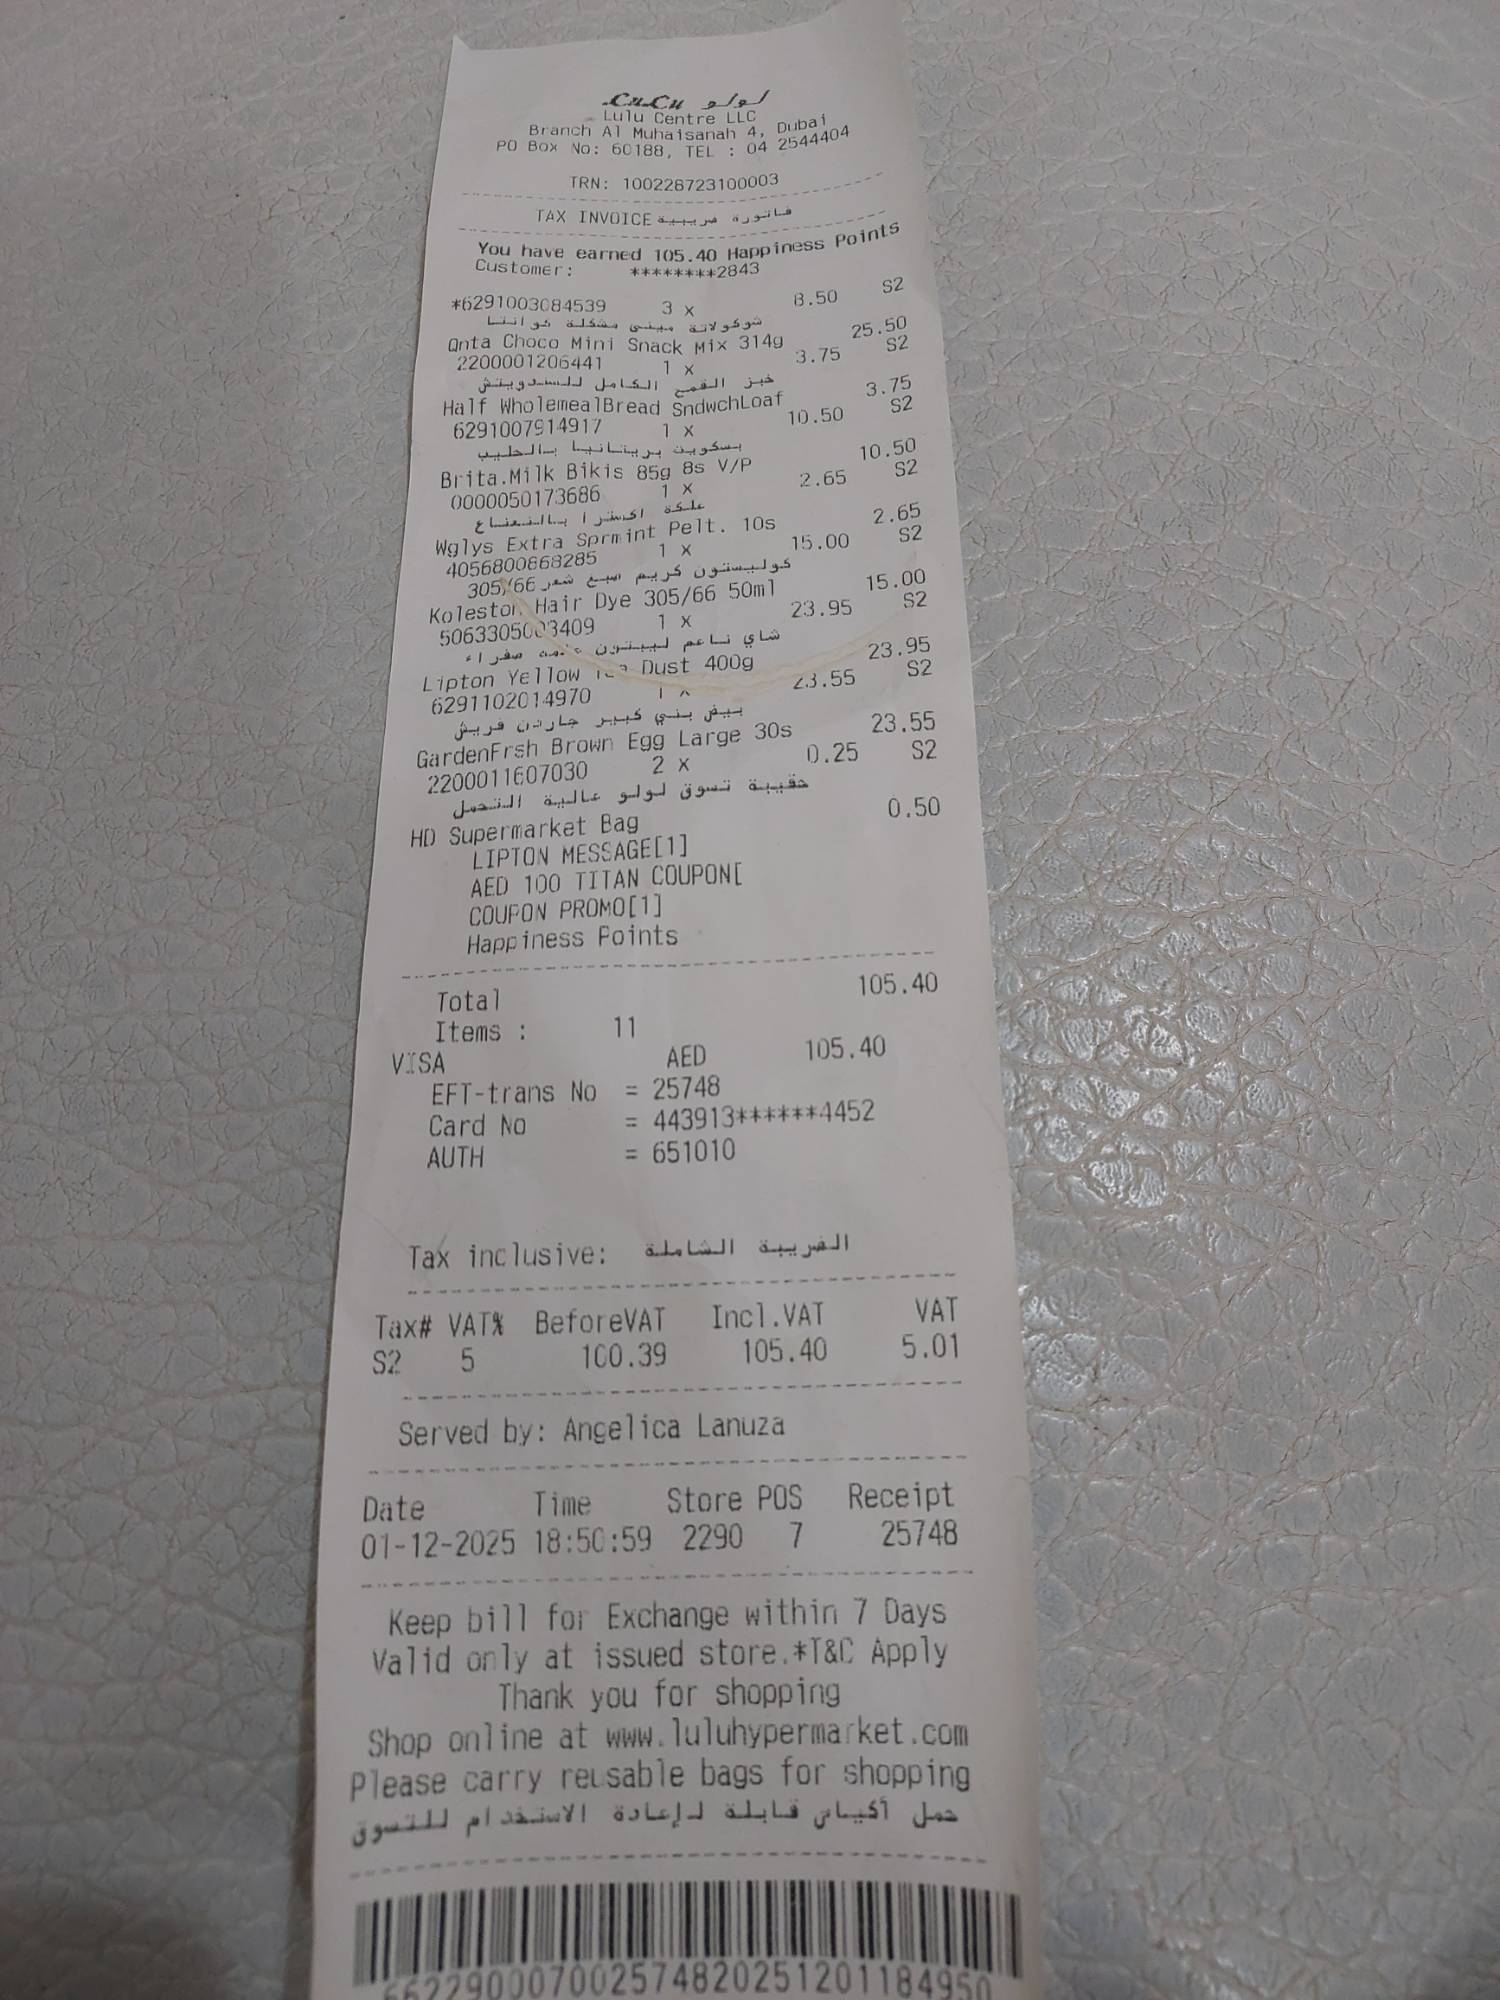 LuLu لولو
Lulu Centre LLC
Branch Al Muhaisanah 4, Dubai
PO Box No: 60188, TEL : 04 2544404
TRN: 100228723100003
TAX INVOICE فاتورة ضريبية
You have earned 105.40 Happiness Points
Customer: ********2843
*6291003084539 3 x 8.50 S2
شوكولاتة ميني مشكلة كوانتا
Qnta Choco Mini Snack Mix 314g 25.50
2200001206441 1 x 3.75 S2
خبز القمح الكامل للسندويتش
Half WholemealBread SndwchLoaf 3.75
6291007914917 1 x 10.50 S2
بسكويت بريتانيا بالحليب
Brita.Milk Bikis 85g 8s V/P 10.50
0000050173686 1 x 2.65 S2
علكة اكسترا بالنعناع
Wglys Extra Sprmint Pelt. 10s 2.65
4056800868285 1 x 15.00 S2
كوليستون كريم صبغ شعر 305/66
Koleston Hair Dye 305/66 50ml 15.00
5063305003409 1 x 23.95 S2
شاي ناعم ليبتون علامة صفراء
Lipton Yellow Tea Dust 400g 23.95
6291102014970 1 x 23.55 S2
بيض بني كبير جاردن فريش
GardenFrsh Brown Egg Large 30s 23.55
2200011607030 2 x 0.25 S2
حقيبة تسوق لولو عالية التحمل
HD Supermarket Bag 0.50
LIPTON MESSAGE[1]
AED 100 TITAN COUPON[
COUPON PROMO[1]
Happiness Points
Total 105.40
Items : 11
VISA AED 105.40
EFT-trans No = 25748
Card No = 443913******4452
AUTH = 651010
Tax inclusive: الضريبة الشاملة
Tax# VAT% BeforeVAT Incl.VAT VAT
S2 5 100.39 105.40 5.01
Served by: Angelica Lanuza
Date Time Store POS Receipt
01-12-2025 18:50:59 2290 7 25748
Keep bill for Exchange within 7 Days
Valid only at issued store.*T&C Apply
Thank you for shopping
Shop online at www.luluhypermarket.com
Please carry reusable bags for shopping
حمل أكياس قابلة لإعادة الاستخدام للتسوق
6622900070025748202512011849​50